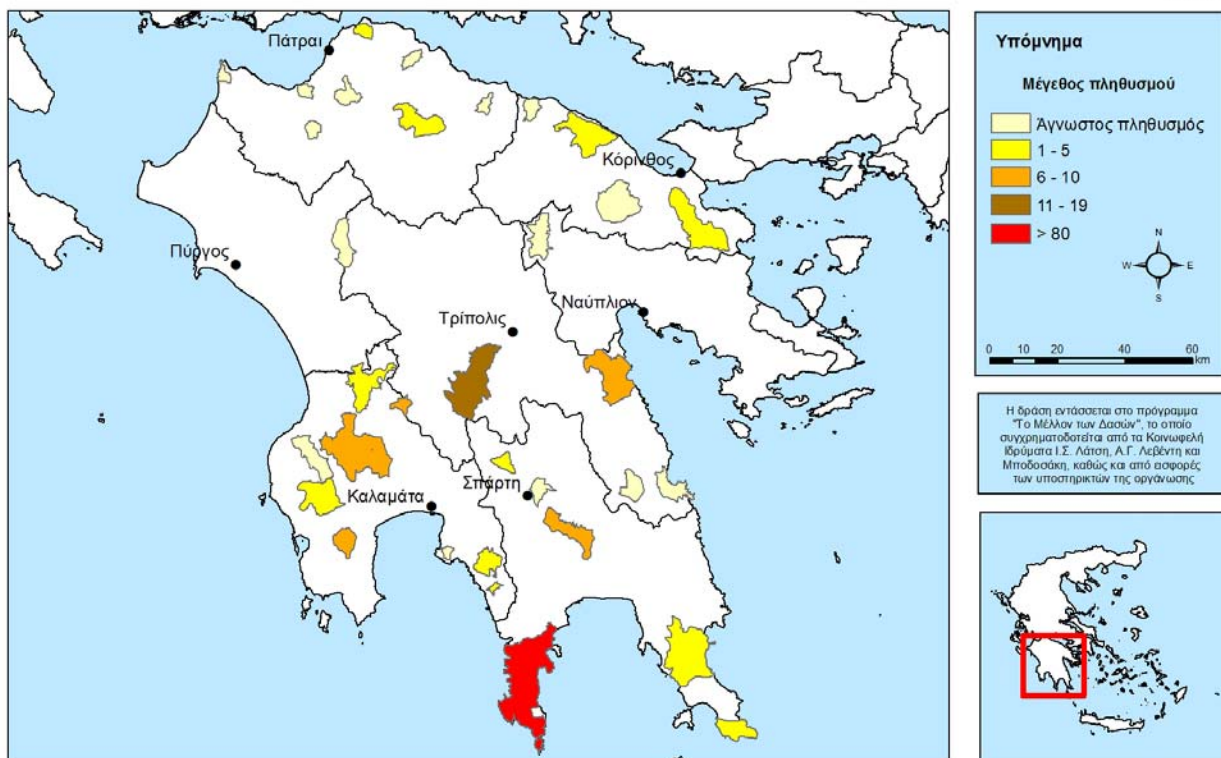 Πάτραι
Κόρινθος
Πύργος
Ναύπλιον
Τρίπολις
Σπάρτη
Καλαμάτα
Υπόμνημα
Μέγεθος πληθυσμού
Άγνωστος πληθυσμός
1 - 5
6 - 10
11 - 19
> 80
N
W E
S
0 10 20 40 60
km
Η δράση εντάσσεται στο πρόγραμμα
"Το Μέλλον των Δασών", το οποίο
συγχρηματοδοτείται από τα Κοινωφελή
Ιδρύματα Ι.Σ. Λάτση, Α.Γ. Λεβέντη και
Μποδοσάκη, καθώς και από εισφορές
των υποστηρικτών της οργάνωσης